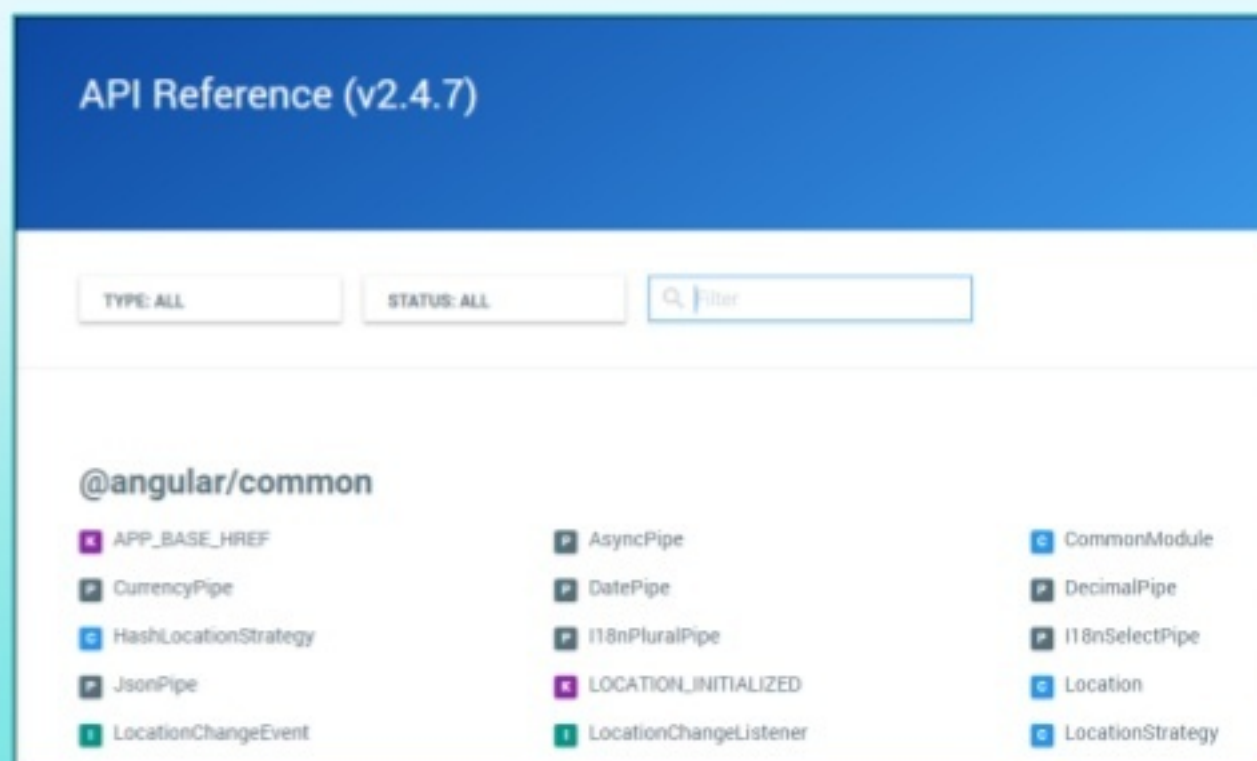 API Reference (v2.4.7)
TYPE: ALL STATUS: ALL Filter
@angular/common
K APP_BASE_HREF P AsyncPipe C CommonModule
P CurrencyPipe P DatePipe P DecimalPipe
C HashLocationStrategy P I18nPluralPipe P I18nSelectPipe
P JsonPipe K LOCATION_INITIALIZED C Location
I LocationChangeEvent I LocationChangeListener C LocationStrategy